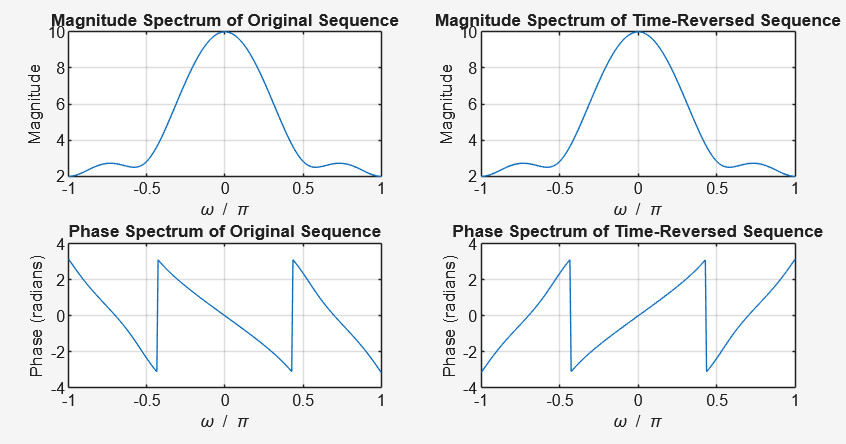 Magnitude Spectrum of Original Sequence
10
8
6
4
2
Magnitude
-1 -0.5 0 0.5 1
ω / π
Magnitude Spectrum of Time-Reversed Sequence
10
8
6
4
2
Magnitude
-1 -0.5 0 0.5 1
ω / π
Phase Spectrum of Original Sequence
4
2
0
-2
-4
Phase (radians)
-1 -0.5 0 0.5 1
ω / π
Phase Spectrum of Time-Reversed Sequence
4
2
0
-2
-4
Phase (radians)
-1 -0.5 0 0.5 1
ω / π